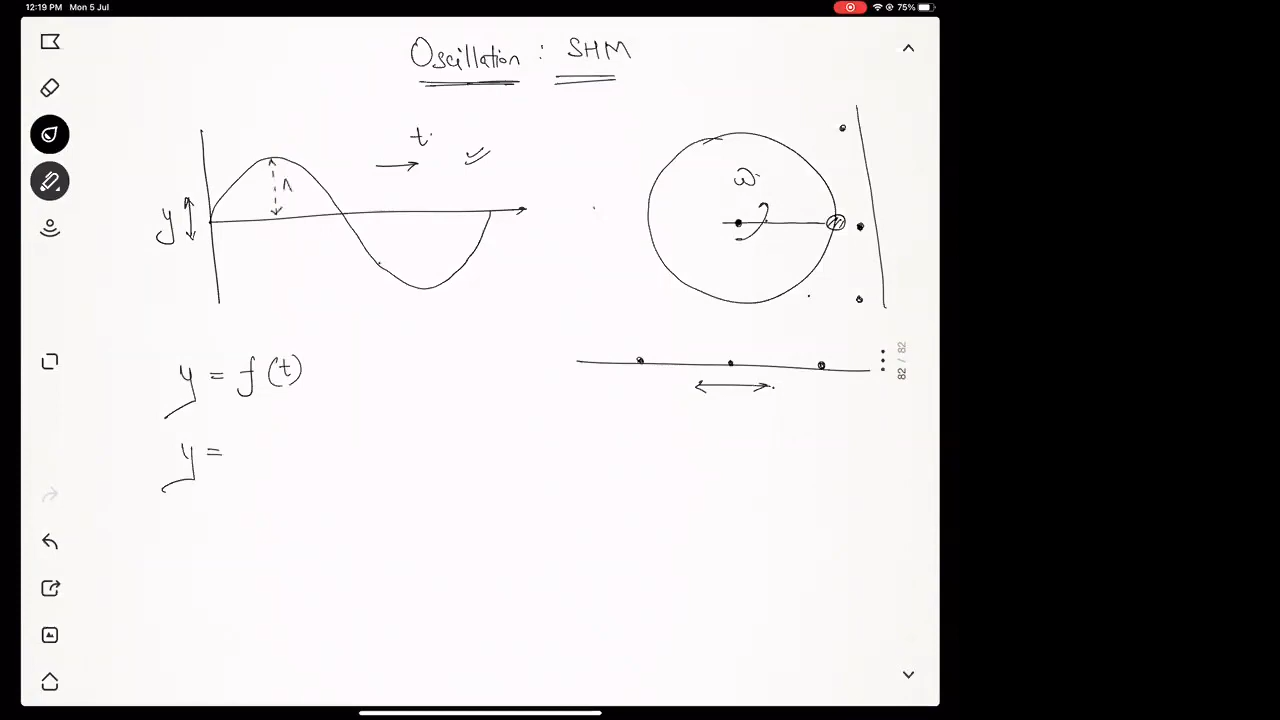 12:19 PM Mon 5 Jul
75%
Oscillation : SHM
t
A
y
ω
y = f(t)
y =
82 / 82